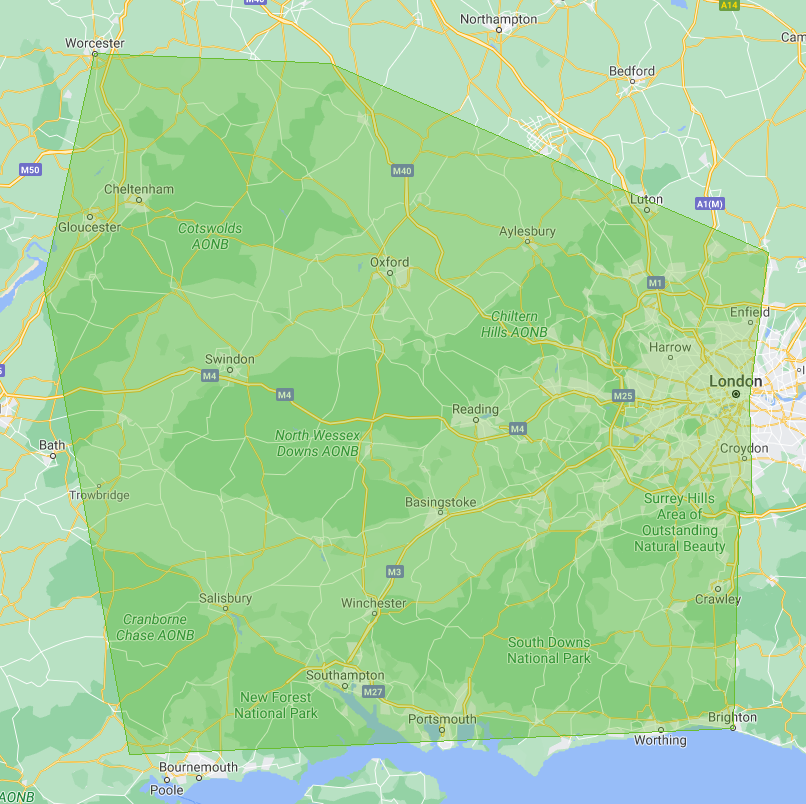 M40
A14
Northampton
Worcester
Cam
Bedford
M50
M40
Cheltenham
Luton
A1(M)
Gloucester
Cotswolds
AONB
Aylesbury
Oxford
M1
Chiltern
Hills AONB
Enfield
Harrow
Swindon
M4
M4
London
M25
Reading
M4
North Wessex
Downs AONB
Bath
Croydon
Trowbridge
Basingstoke
Surrey Hills
Area of
Outstanding
Natural Beauty
M3
Salisbury
Winchester
Crawley
Cranborne
Chase AONB
South Downs
National Park
Southampton
M27
New Forest
National Park
Portsmouth
Brighton
Worthing
Bournemouth
Poole
AONB